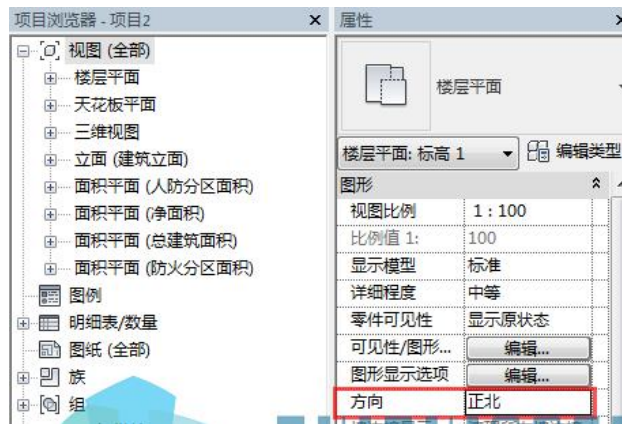 项目浏览器 - 项目2
视图 (全部)
楼层平面
天花板平面
三维视图
立面 (建筑立面)
面积平面 (人防分区面积)
面积平面 (净面积)
面积平面 (总建筑面积)
面积平面 (防火分区面积)
图例
明细表/数量
图纸 (全部)
族
组
属性
楼层平面
楼层平面: 标高 1
编辑类型
图形
视图比例 1 : 100
比例值 1: 100
显示模型 标准
详细程度 中等
零件可见性 显示原状态
可见性/图形... 编辑...
图形显示选项 编辑...
方向 正北